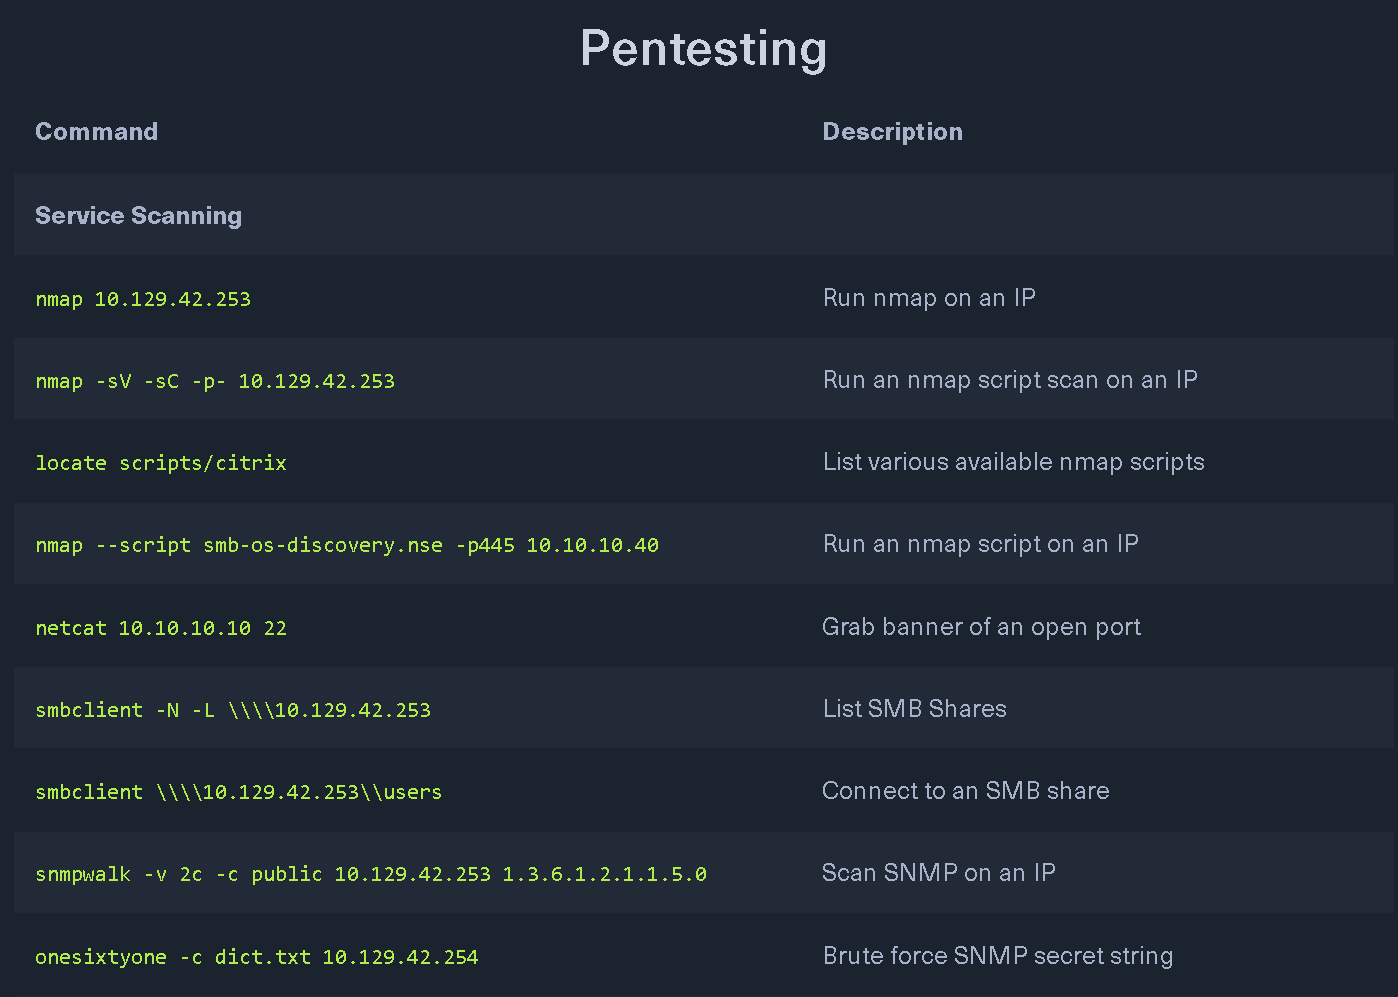 Pentesting
Command Description
Service Scanning
nmap 10.129.42.253 Run nmap on an IP
nmap -sV -sC -p- 10.129.42.253 Run an nmap script scan on an IP
locate scripts/citrix List various available nmap scripts
nmap --script smb-os-discovery.nse -p445 10.10.10.40 Run an nmap script on an IP
netcat 10.10.10.10 22 Grab banner of an open port
smbclient -N -L \\\\10.129.42.253 List SMB Shares
smbclient \\\\10.129.42.253\\users Connect to an SMB share
snmpwalk -v 2c -c public 10.129.42.253 1.3.6.1.2.1.1.5.0 Scan SNMP on an IP
onesixtyone -c dict.txt 10.129.42.254 Brute force SNMP secret string